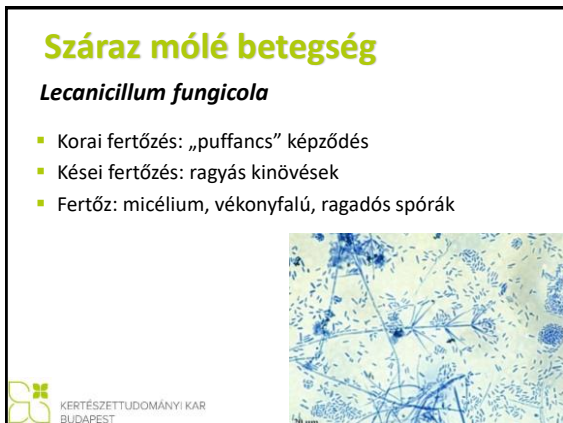 Száraz mólé betegség
Lecanicillum fungicola
Korai fertőzés: „puffancs” képződés
Kései fertőzés: ragyás kinövések
Fertőz: micélium, vékonyfalú, ragadós spórák
KERTÉSZETTUDOMÁNYI KAR
BUDAPEST